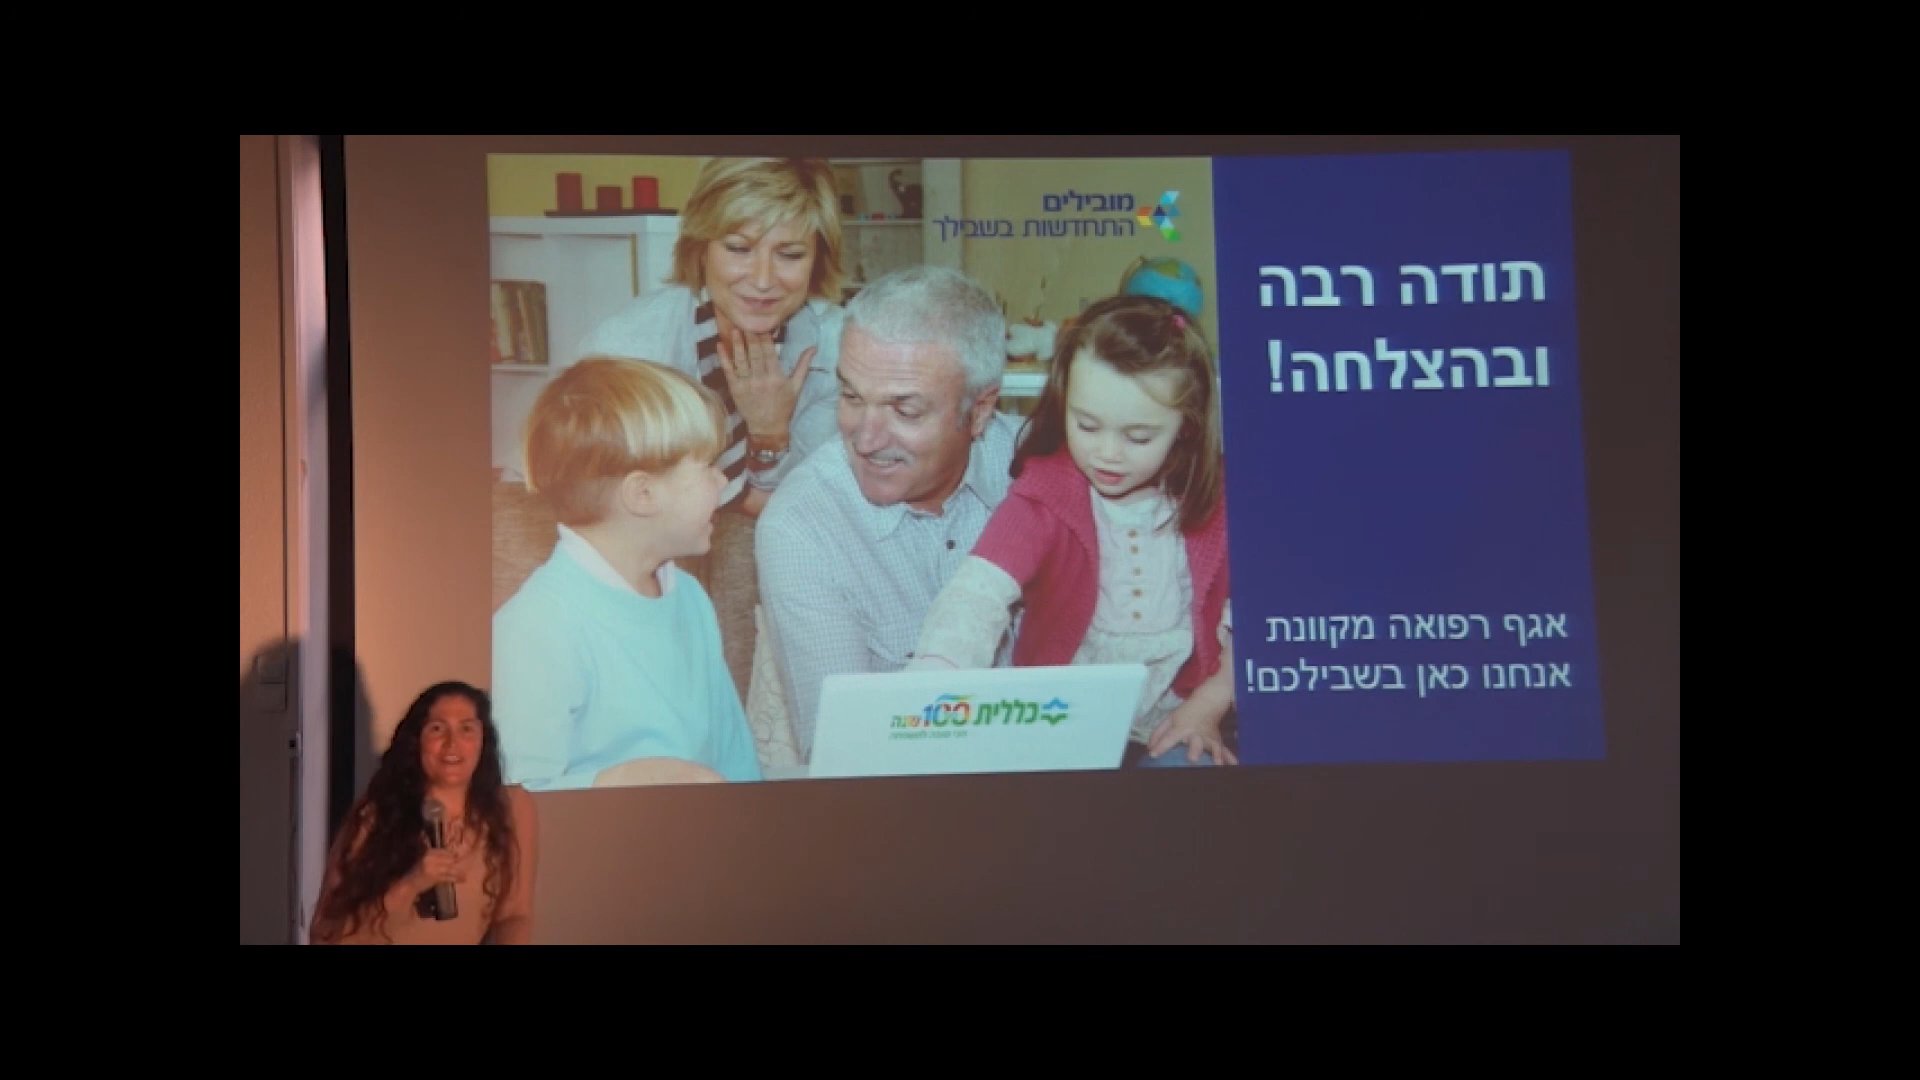 מובילים
התחדשות בשבילך
תודה רבה
ובהצלחה!
אגף רפואה מקוונת
אנחנו כאן בשבילכם!
כללית 100 שנה